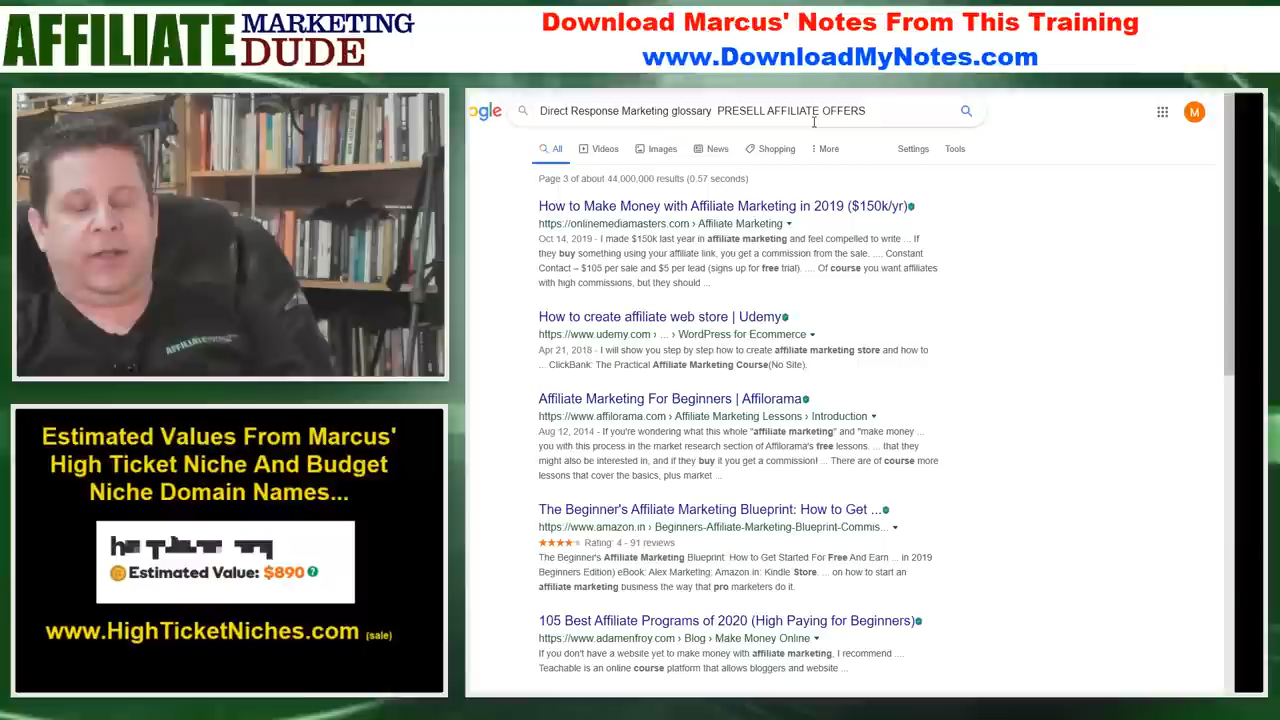 AFFILIATE MARKETING DUDE
Download Marcus' Notes From This Training
www.DownloadMyNotes.com
AFFILIATE
Estimated Values From Marcus'
High Ticket Niche And Budget
Niche Domain Names...
Estimated Value: $890
www.HighTicketNiches.com (sale)
ogle
Direct Response Marketing glossary PRESELL AFFILIATE OFFERS
M
All Videos Images News Shopping More Settings Tools
Page 3 of about 44,000,000 results (0.57 seconds)
How to Make Money with Affiliate Marketing in 2019 ($150k/yr)
https://onlinemediamasters.com › Affiliate Marketing
Oct 14, 2019 - I made $150k last year in affiliate marketing and feel compelled to write ... If
they buy something using your affiliate link, you get a commission from the sale. .... Constant
Contact – $105 per sale and $5 per lead (signs up for free trial). .... Of course you want affiliates
with high commissions, but they should ...
How to create affiliate web store | Udemy
https://www.udemy.com › ... › WordPress for Ecommerce
Apr 21, 2018 - I will show you step by step how to create affiliate marketing store and how to
... ClickBank: The Practical Affiliate Marketing Course(No Site).
Affiliate Marketing For Beginners | Affilorama
https://www.affilorama.com › Affiliate Marketing Lessons › Introduction
Aug 12, 2014 - If you're wondering what this whole "affiliate marketing" and "make money ...
you with this process in the market research section of Affilorama's free lessons. ... that they
might also be interested in, and if they buy it you get a commission! ... There are of course more
lessons that cover the basics, plus market ...
The Beginner's Affiliate Marketing Blueprint: How to Get ...
https://www.amazon.in › Beginners-Affiliate-Marketing-Blueprint-Commis...
Rating: 4 - 91 reviews
The Beginner's Affiliate Marketing Blueprint: How to Get Started For Free And Earn ... in 2019
Beginners Edition) eBook: Alex Marketing: Amazon.in: Kindle Store. ... on how to start an
affiliate marketing business the way that pro marketers do it.
105 Best Affiliate Programs of 2020 (High Paying for Beginners)
https://www.adamenfroy.com › Blog › Make Money Online
If you don't have a website yet to make money with affiliate marketing, I recommend ....
Teachable is an online course platform that allows bloggers and website ...